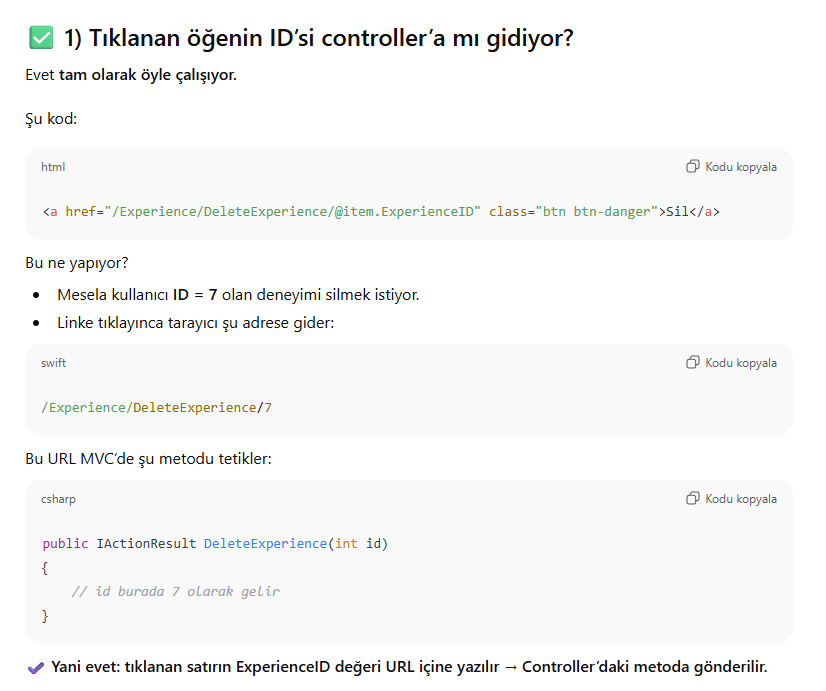 ✅ 1) Tıklanan öğenin ID’si controller’a mı gidiyor?
Evet tam olarak öyle çalışıyor.
Şu kod:
html Kodu kopyala
<a href="/Experience/DeleteExperience/@item.ExperienceID" class="btn btn-danger">Sil</a>
Bu ne yapıyor?
• Mesela kullanıcı ID = 7 olan deneyimi silmek istiyor.
• Linke tıklayınca tarayıcı şu adrese gider:
swift Kodu kopyala
/Experience/DeleteExperience/7
Bu URL MVC’de şu metodu tetikler:
csharp Kodu kopyala
public IActionResult DeleteExperience(int id)
{
    // id burada 7 olarak gelir
}
✔ Yani evet: tıklanan satırın ExperienceID değeri URL içine yazılır → Controller’daki metoda gönderilir.